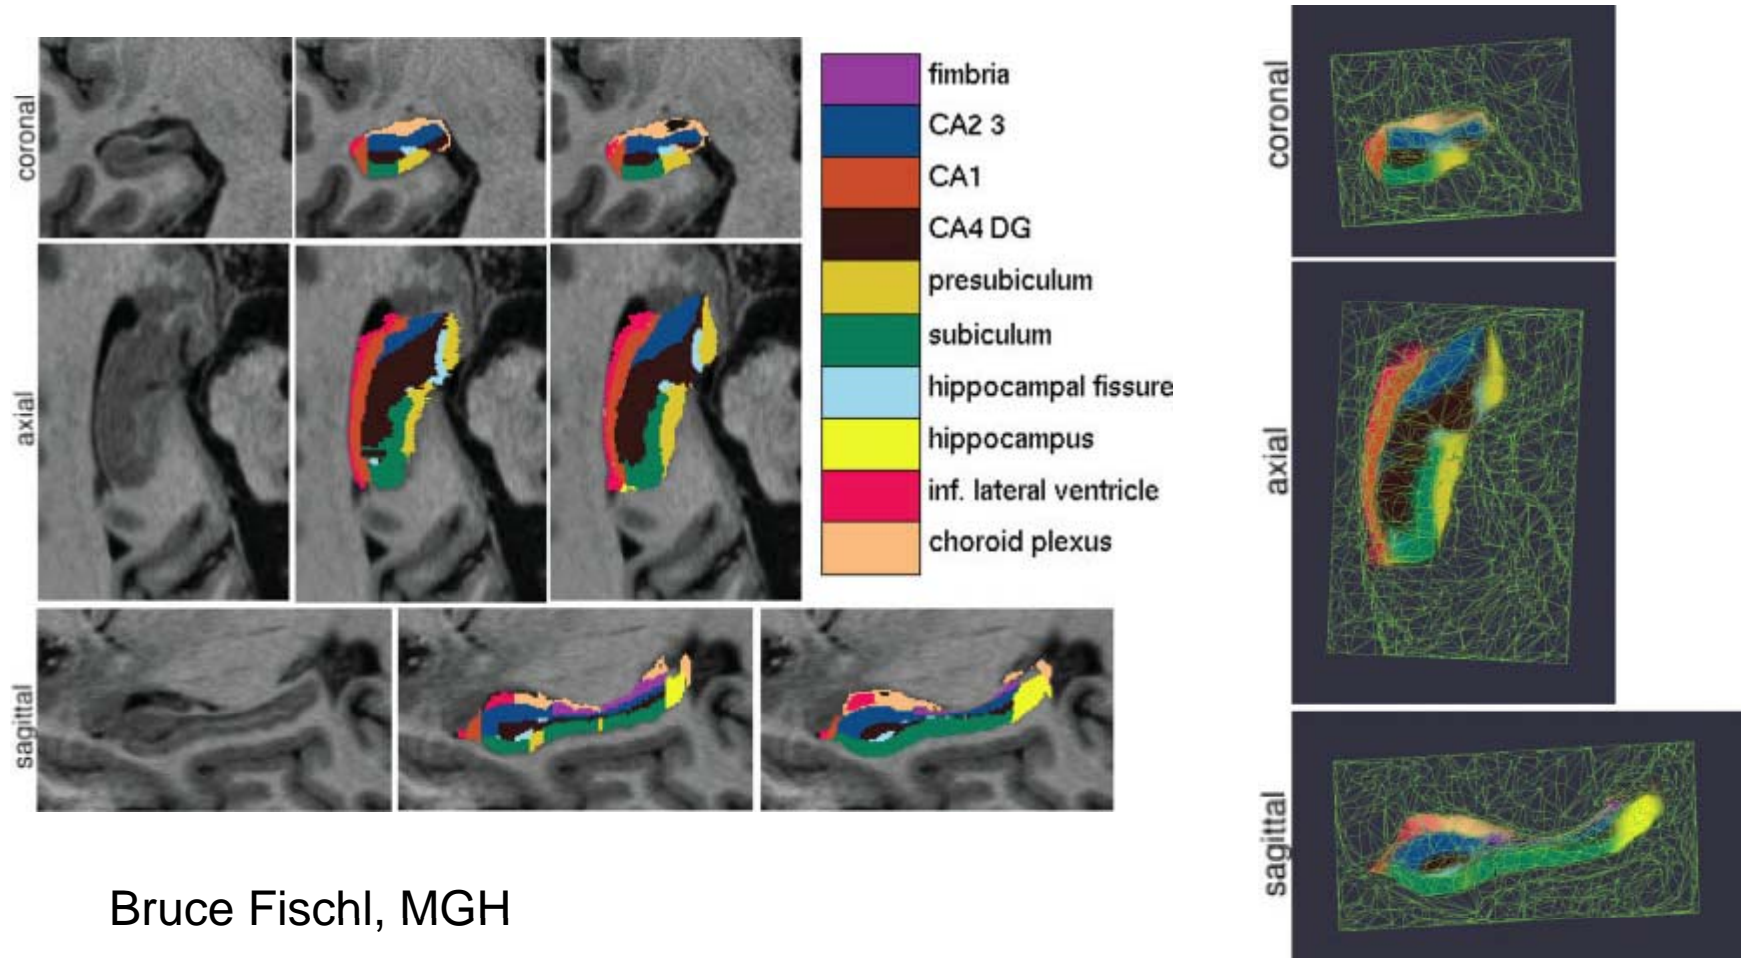 coronal
axial
sagittal
fimbria
CA2 3
CA1
CA4 DG
presubiculum
subiculum
hippocampal fissure
hippocampus
inf. lateral ventricle
choroid plexus
coronal
axial
sagittal
Bruce Fischl, MGH